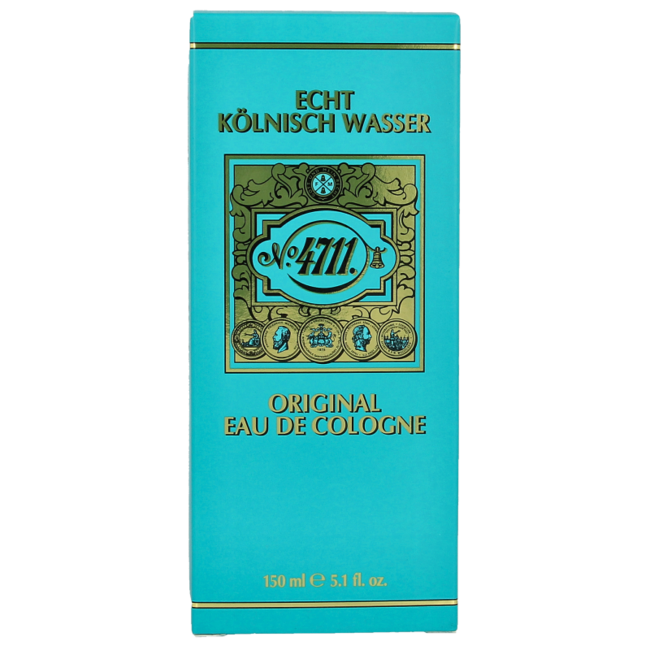 ECHT
KÖLNISCH WASSER
No. 4711.
ORIGINAL
EAU DE COLOGNE
150 ml ℮ 5.1 fl. oz.